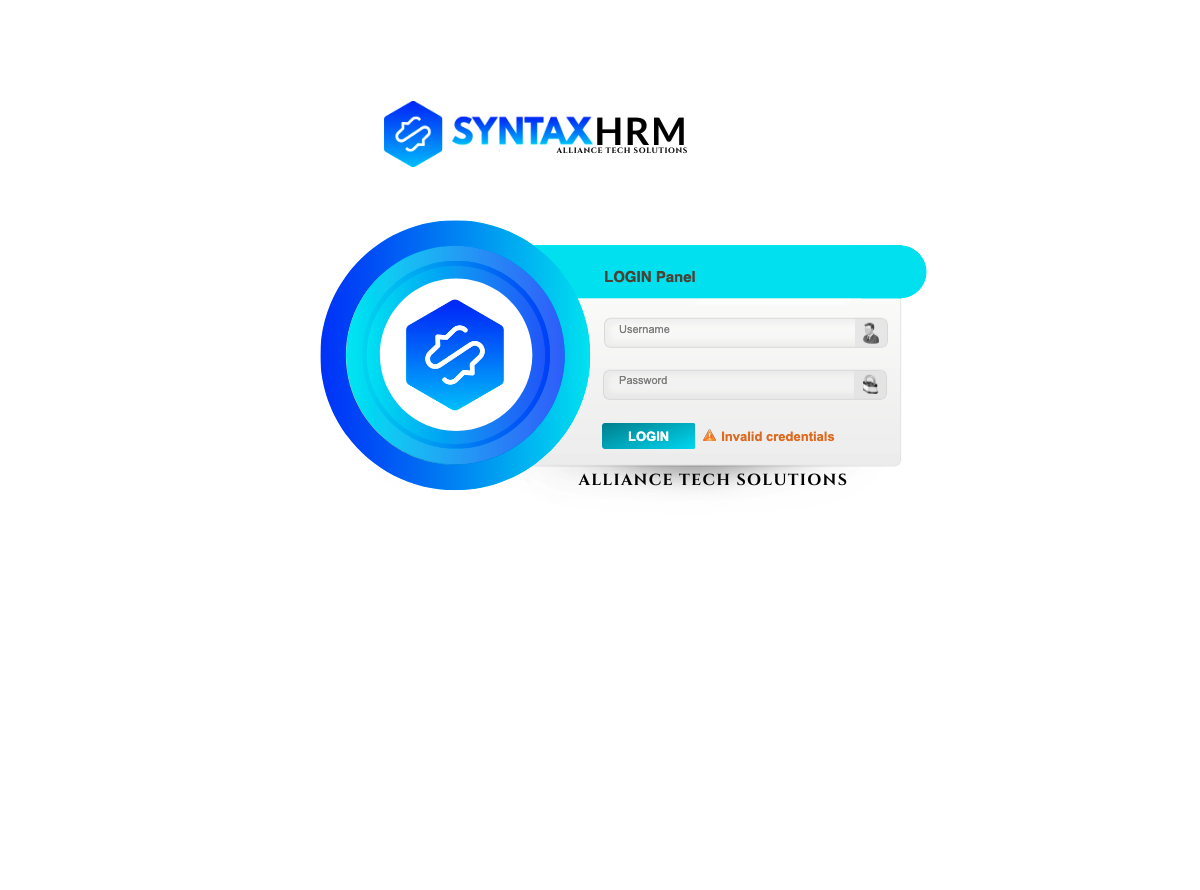 SYNTAXHRM
ALLIANCE TECH SOLUTIONS
LOGIN Panel
Username
Password
LOGIN
Invalid credentials
ALLIANCE TECH SOLUTIONS